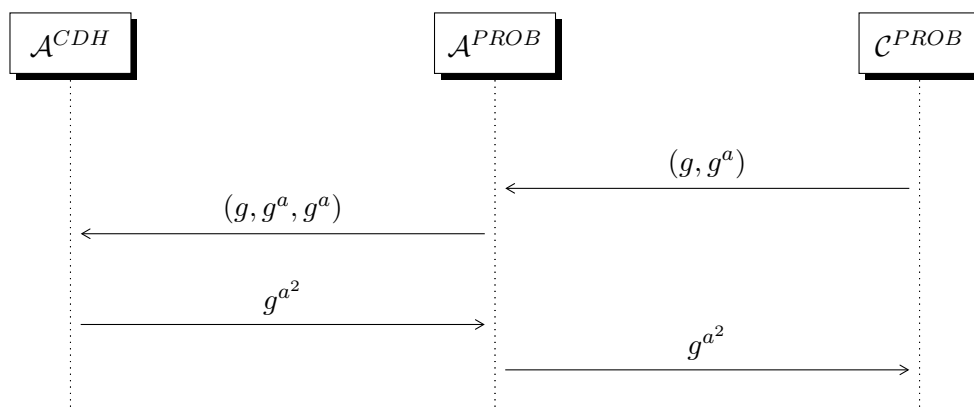 𝒜^{CDH} 𝒜^{PROB} 𝒞^{PROB}
(g, g^a)
(g, g^a, g^a)
g^{a^2}
g^{a^2}